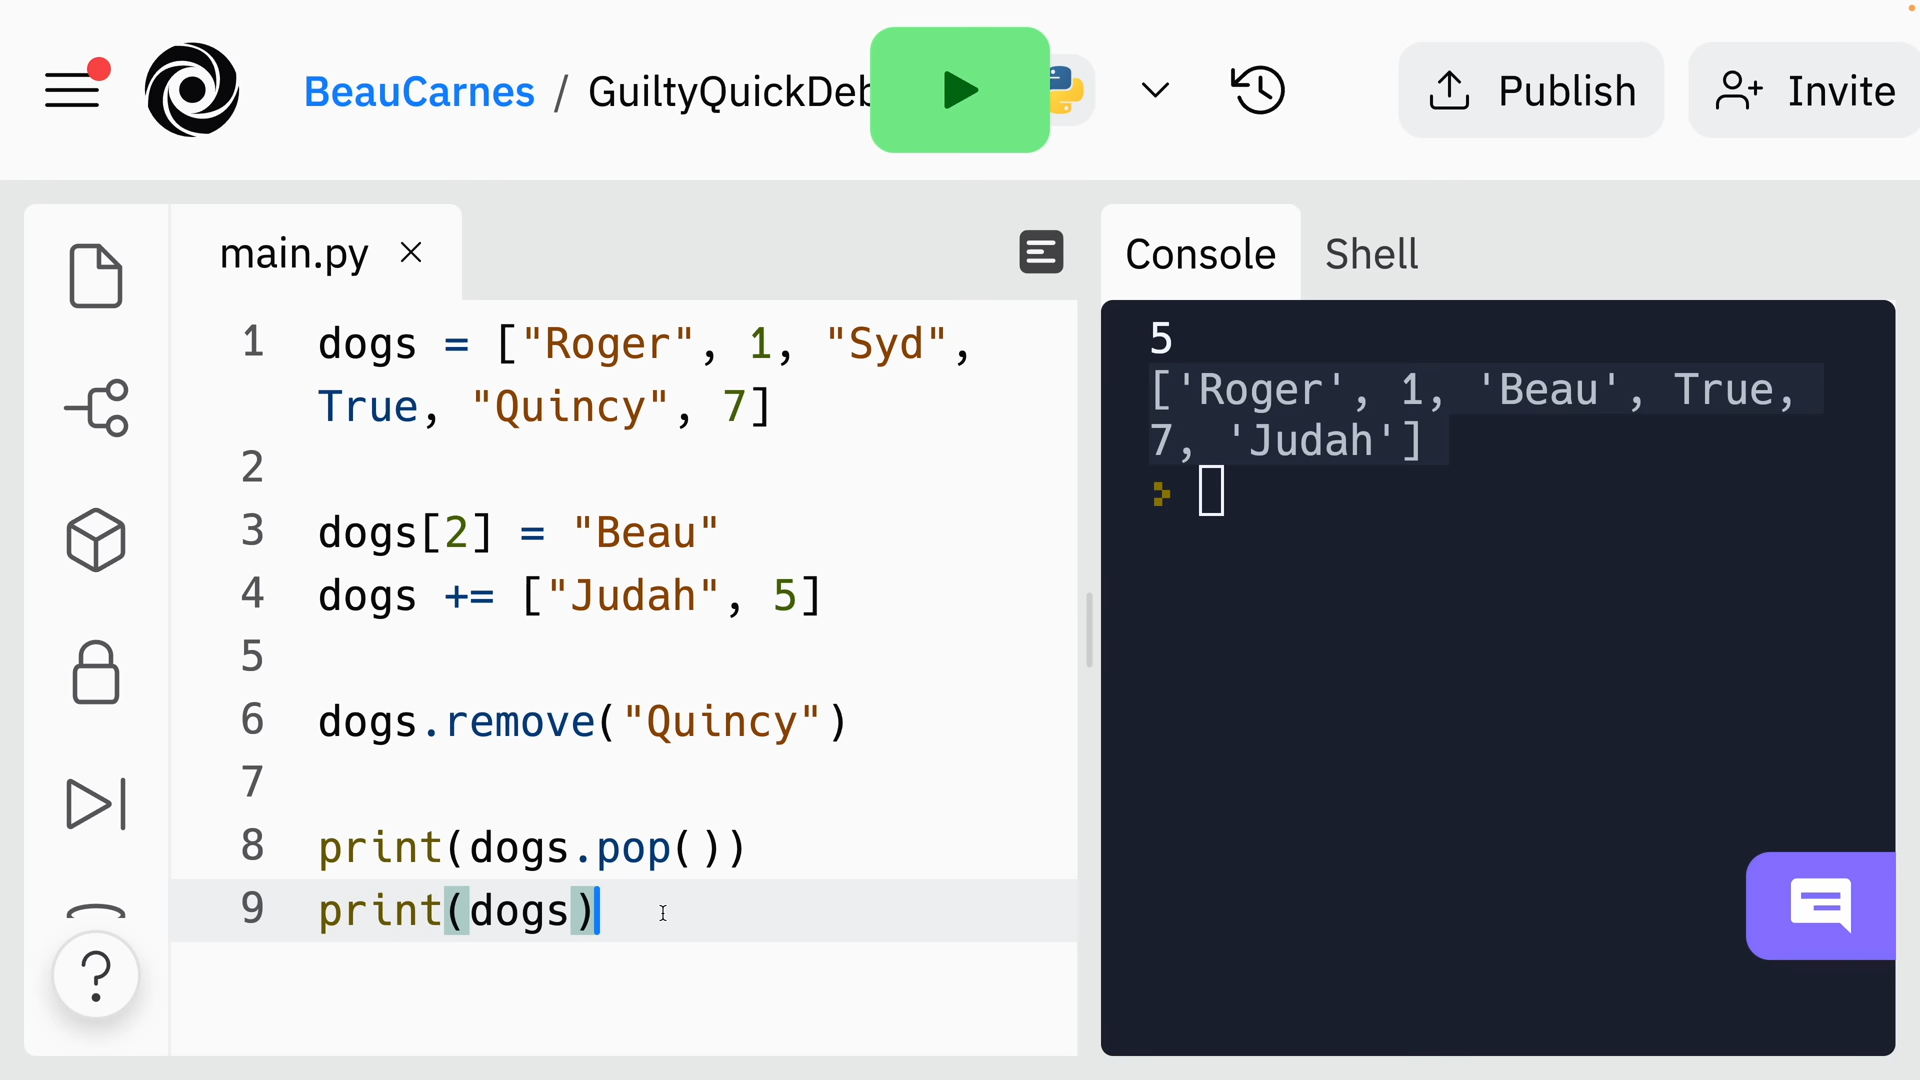 BeauCarnes / GuiltyQuickDeb
Publish
Invite
main.py
Console
Shell
1 dogs = ["Roger", 1, "Syd",
True, "Quincy", 7]
2
3 dogs[2] = "Beau"
4 dogs += ["Judah", 5]
5
6 dogs.remove("Quincy")
7
8 print(dogs.pop())
9 print(dogs)
?
5
['Roger', 1, 'Beau', True,
7, 'Judah']